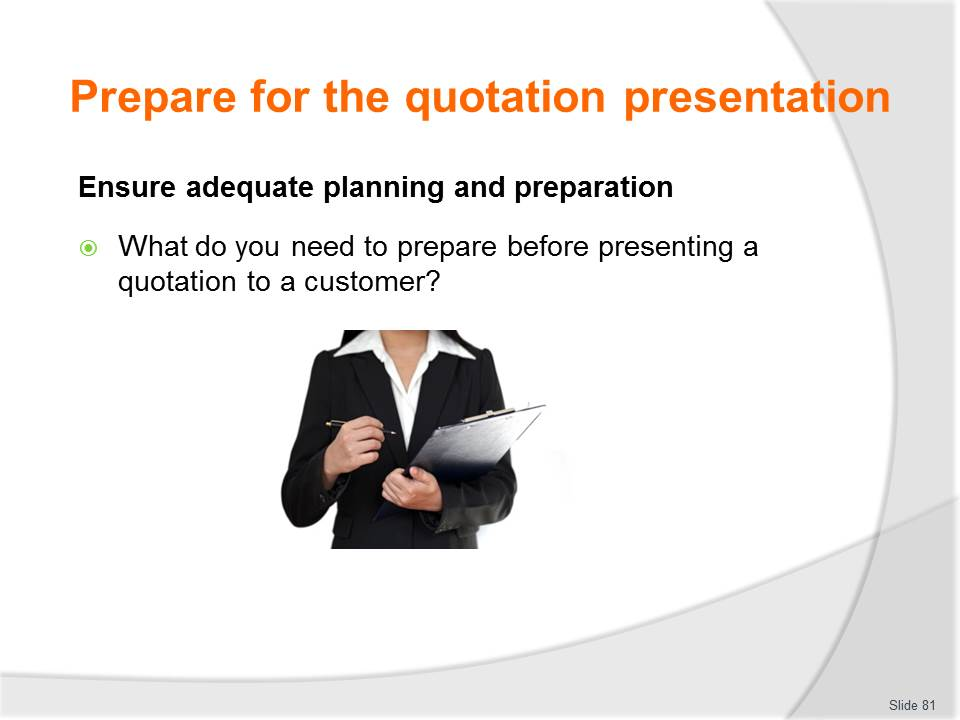 Prepare for the quotation presentation
Ensure adequate planning and preparation
What do you need to prepare before presenting a
quotation to a customer?
Slide 81